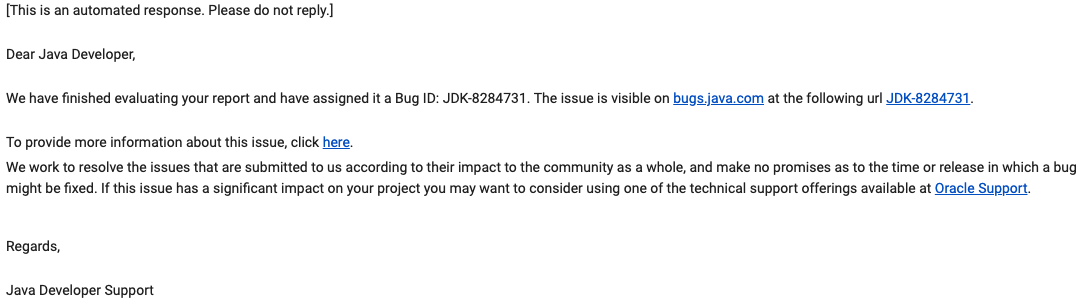 [This is an automated response. Please do not reply.]
Dear Java Developer,
We have finished evaluating your report and have assigned it a Bug ID: JDK-8284731. The issue is visible on bugs.java.com at the following url JDK-8284731.
To provide more information about this issue, click here.
We work to resolve the issues that are submitted to us according to their impact to the community as a whole, and make no promises as to the time or release in which a bug
might be fixed. If this issue has a significant impact on your project you may want to consider using one of the technical support offerings available at Oracle Support.
Regards,
Java Developer Support